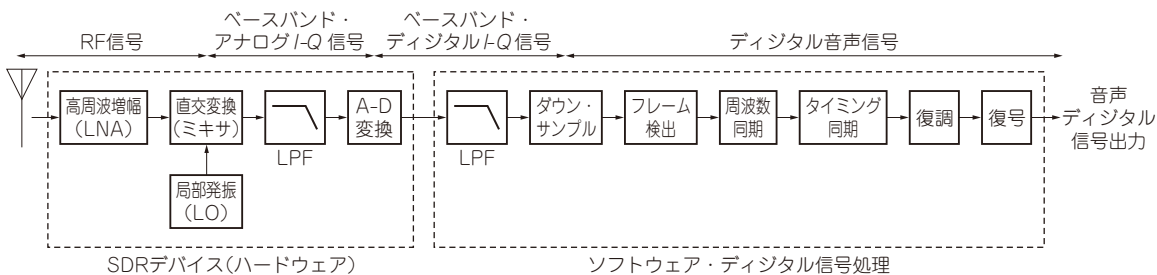 RF信号
ベースバンド・
アナログI-Q 信号
ベースバンド・
ディジタルI-Q信号
ディジタル音声信号
高周波増幅
(LNA)
直交変換
(ミキサ)
LPF
A-D
変換
局部発振
(LO)
SDRデバイス(ハードウェア)
LPF
ダウン・
サンプル
フレーム
検出
周波数
同期
タイミング
同期
復調
復号
音声
ディジタル
信号出力
ソフトウェア・ディジタル信号処理